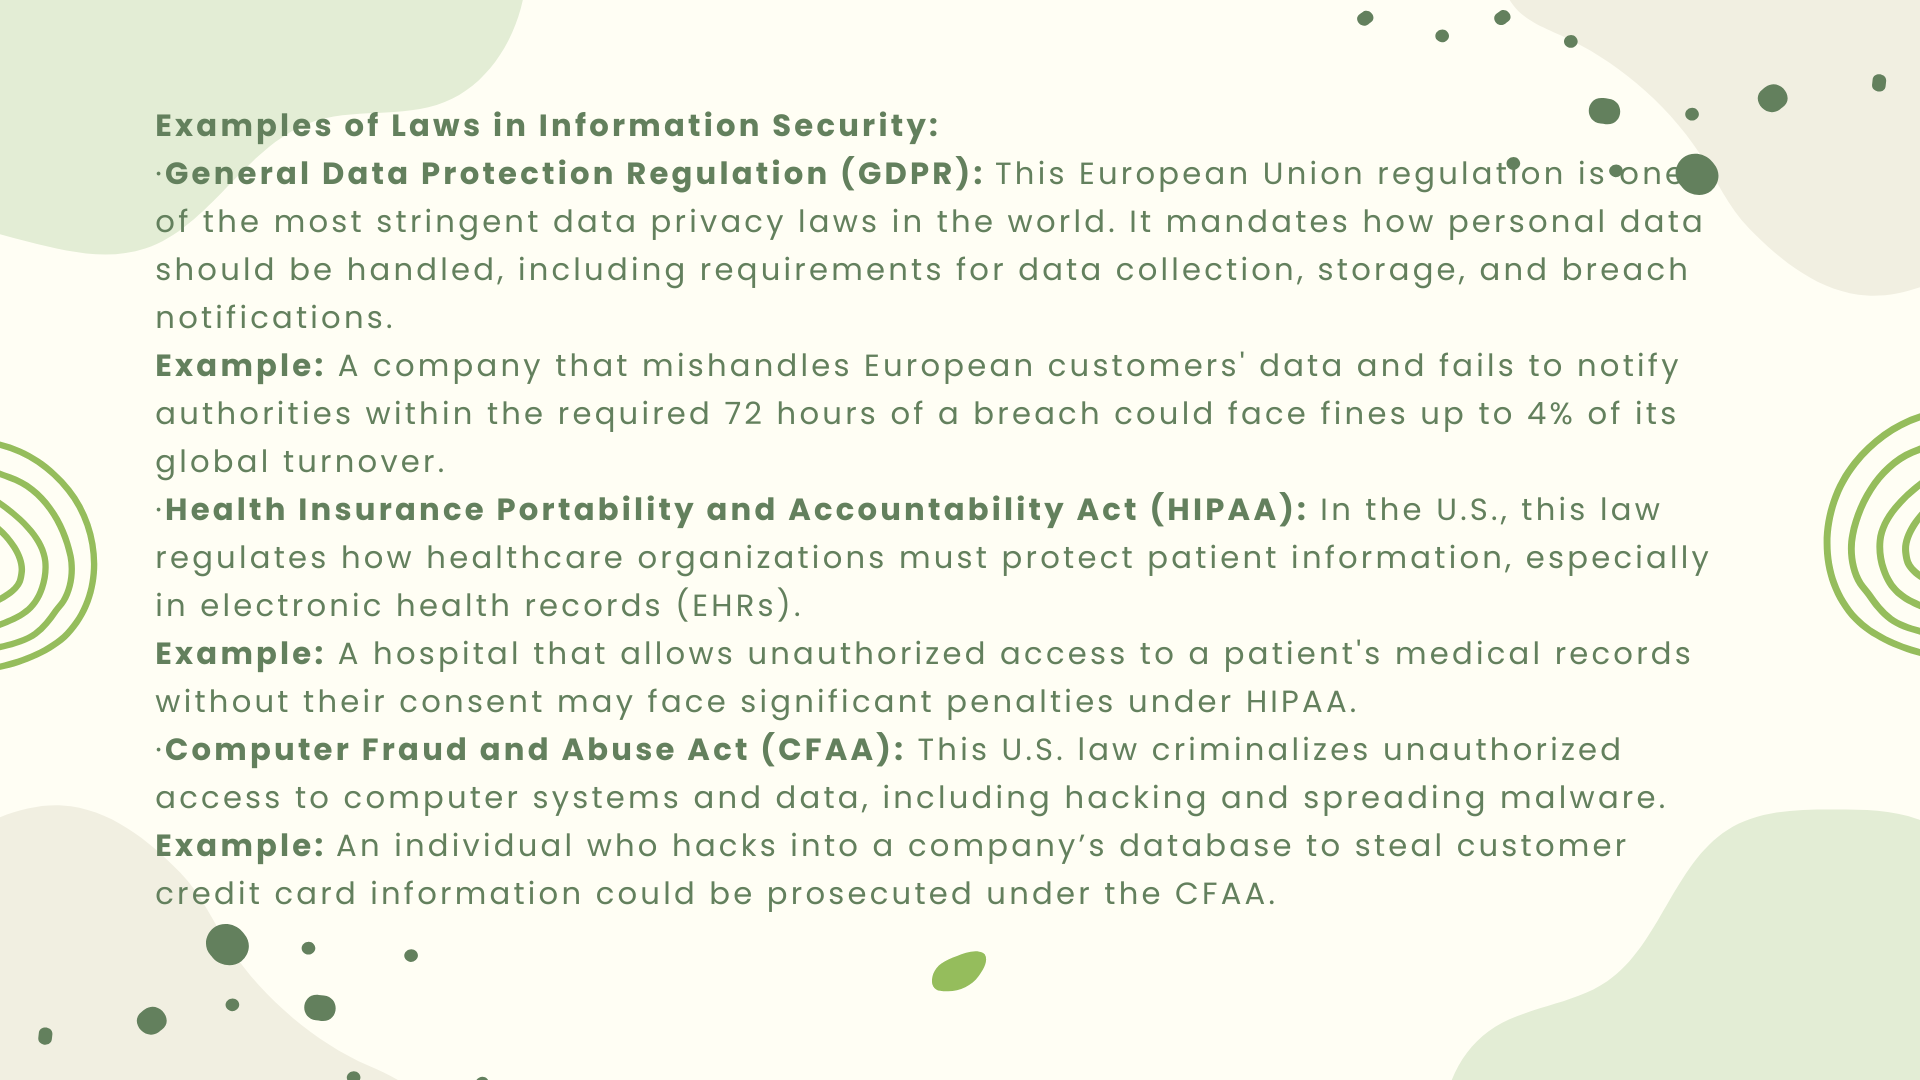 Examples of Laws in Information Security:
·General Data Protection Regulation (GDPR): This European Union regulation is one
of the most stringent data privacy laws in the world. It mandates how personal data
should be handled, including requirements for data collection, storage, and breach
notifications.
Example: A company that mishandles European customers' data and fails to notify
authorities within the required 72 hours of a breach could face fines up to 4% of its
global turnover.
·Health Insurance Portability and Accountability Act (HIPAA): In the U.S., this law
regulates how healthcare organizations must protect patient information, especially
in electronic health records (EHRs).
Example: A hospital that allows unauthorized access to a patient's medical records
without their consent may face significant penalties under HIPAA.
·Computer Fraud and Abuse Act (CFAA): This U.S. law criminalizes unauthorized
access to computer systems and data, including hacking and spreading malware.
Example: An individual who hacks into a company’s database to steal customer
credit card information could be prosecuted under the CFAA.